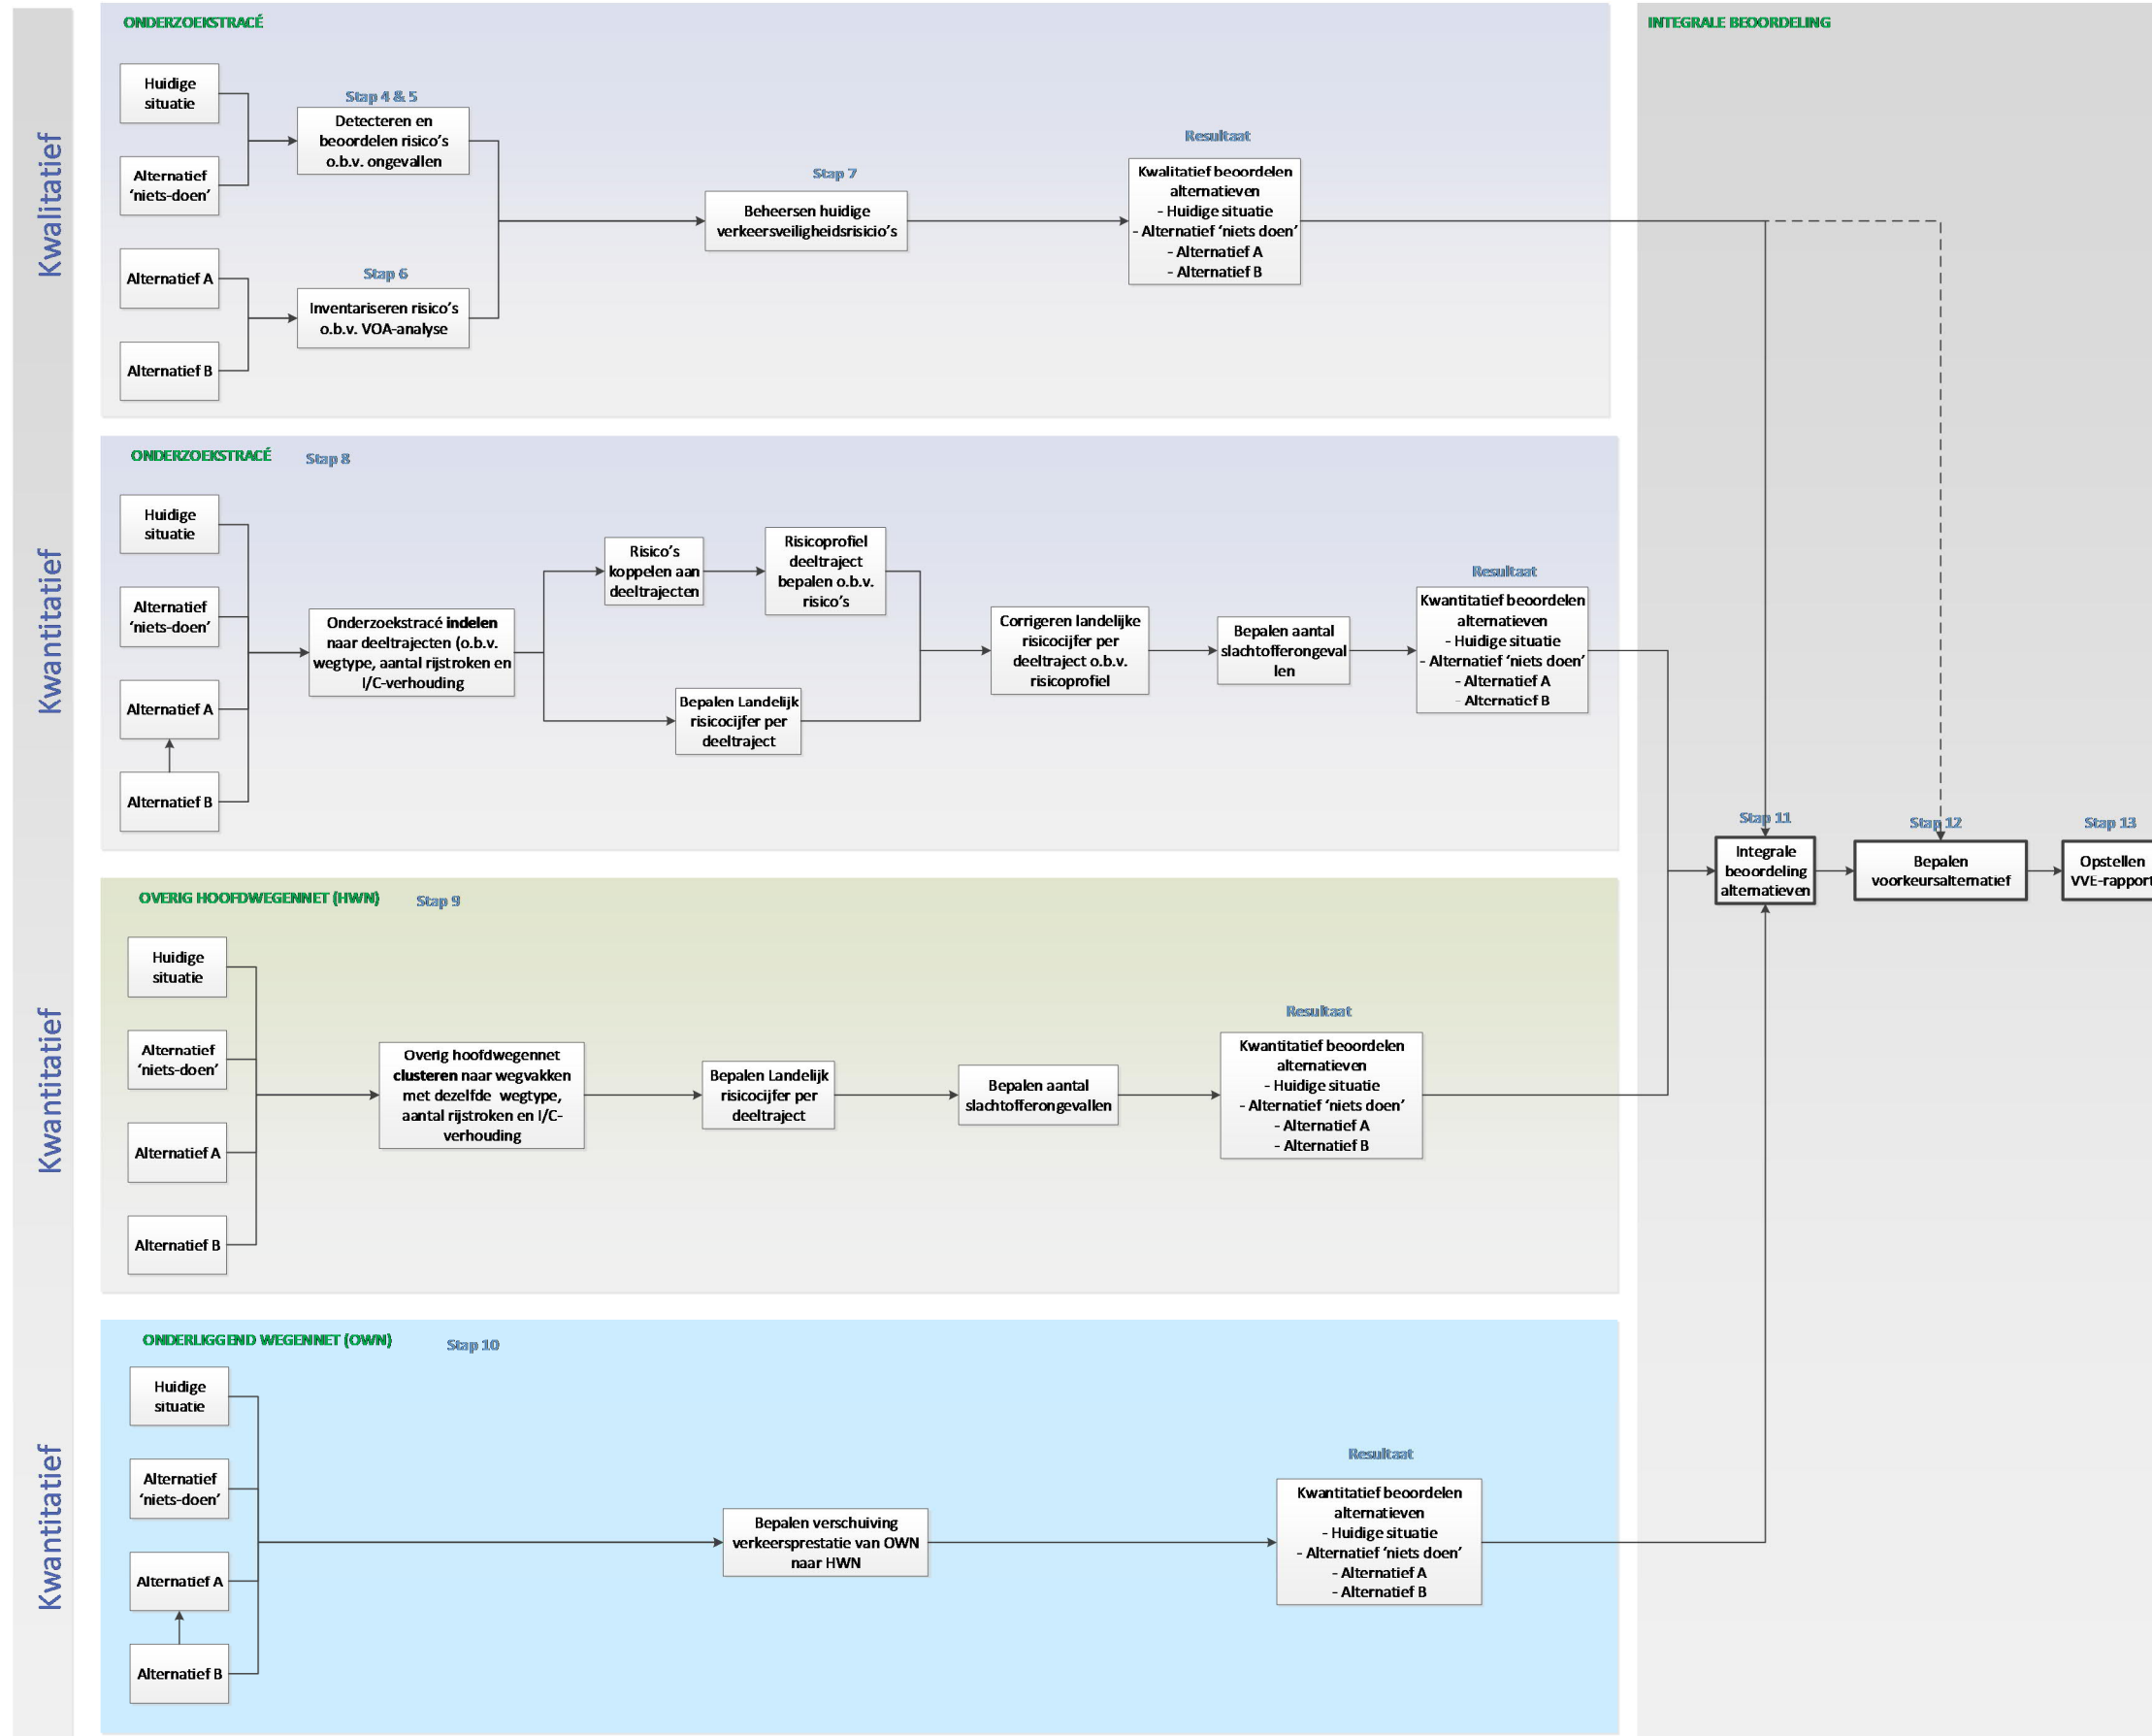 Kwalitatief
ONDERZOEKSTRACÉ
Huidige
situatie
Alternatief
‘niets-doen’
Alternatief A
Alternatief B
Stap 4 & 5
Detecteren en
beoordelen risico’s
o.b.v. ongevallen
Stap 6
Inventariseren risico’s
o.b.v. VOA-analyse
Stap 7
Beheersen huidige
verkeersveiligheidsrisicio’s
Resultaat
Kwalitatief beoordelen
alternatieven
- Huidige situatie
- Alternatief ‘niets doen’
- Alternatief A
- Alternatief B
Kwantitatief
ONDERZOEKSTRACÉ
Stap 8
Huidige
situatie
Alternatief
‘niets-doen’
Alternatief A
Alternatief B
Onderzoekstracé indelen
naar deeltrajecten (o.b.v.
wegtype, aantal rijstroken en
I/C-verhouding
Risico’s
koppelen aan
deeltrajecten
Risicoprofiel
deeltraject
bepalen o.b.v.
risico’s
Bepalen Landelijk
risicocijfer per
deeltraject
Corrigeren landelijke
risicocijfer per
deeltraject o.b.v.
risicoprofiel
Bepalen aantal
slachtofferongeval
len
Resultaat
Kwantitatief beoordelen
alternatieven
- Huidige situatie
- Alternatief ‘niets doen’
- Alternatief A
- Alternatief B
Kwantitatief
OVERIG HOOFDWEGENNET (HWN)
Stap 9
Huidige
situatie
Alternatief
‘niets-doen’
Alternatief A
Alternatief B
Overig hoofdwegennet
clusteren naar wegvakken
met dezelfde wegtype,
aantal rijstroken en I/C-
verhouding
Bepalen Landelijk
risicocijfer per
deeltraject
Bepalen aantal
slachtofferongevallen
Resultaat
Kwantitatief beoordelen
alternatieven
- Huidige situatie
- Alternatief ‘niets doen’
- Alternatief A
- Alternatief B
Kwantitatief
ONDERLIGGEND WEGENNET (OWN)
Stap 10
Huidige
situatie
Alternatief
‘niets-doen’
Alternatief A
Alternatief B
Bepalen verschuiving
verkeersprestatie van OWN
naar HWN
Resultaat
Kwantitatief beoordelen
alternatieven
- Huidige situatie
- Alternatief ‘niets doen’
- Alternatief A
- Alternatief B
INTEGRALE BEOORDELING
Stap 11
Integrale
beoordeling
alternatieven
Stap 12
Bepalen
voorkeursalternatief
Stap 13
Opstellen
VVE-rapport